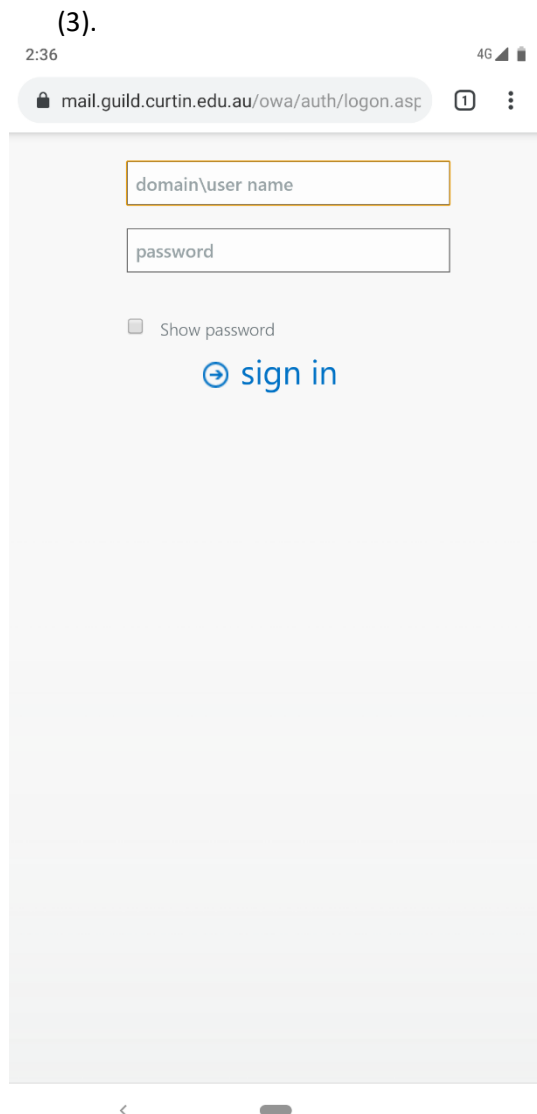 (3).
2:36 4G
mail.guild.curtin.edu.au/owa/auth/logon.asp 1
domain\user name
password
Show password
sign in